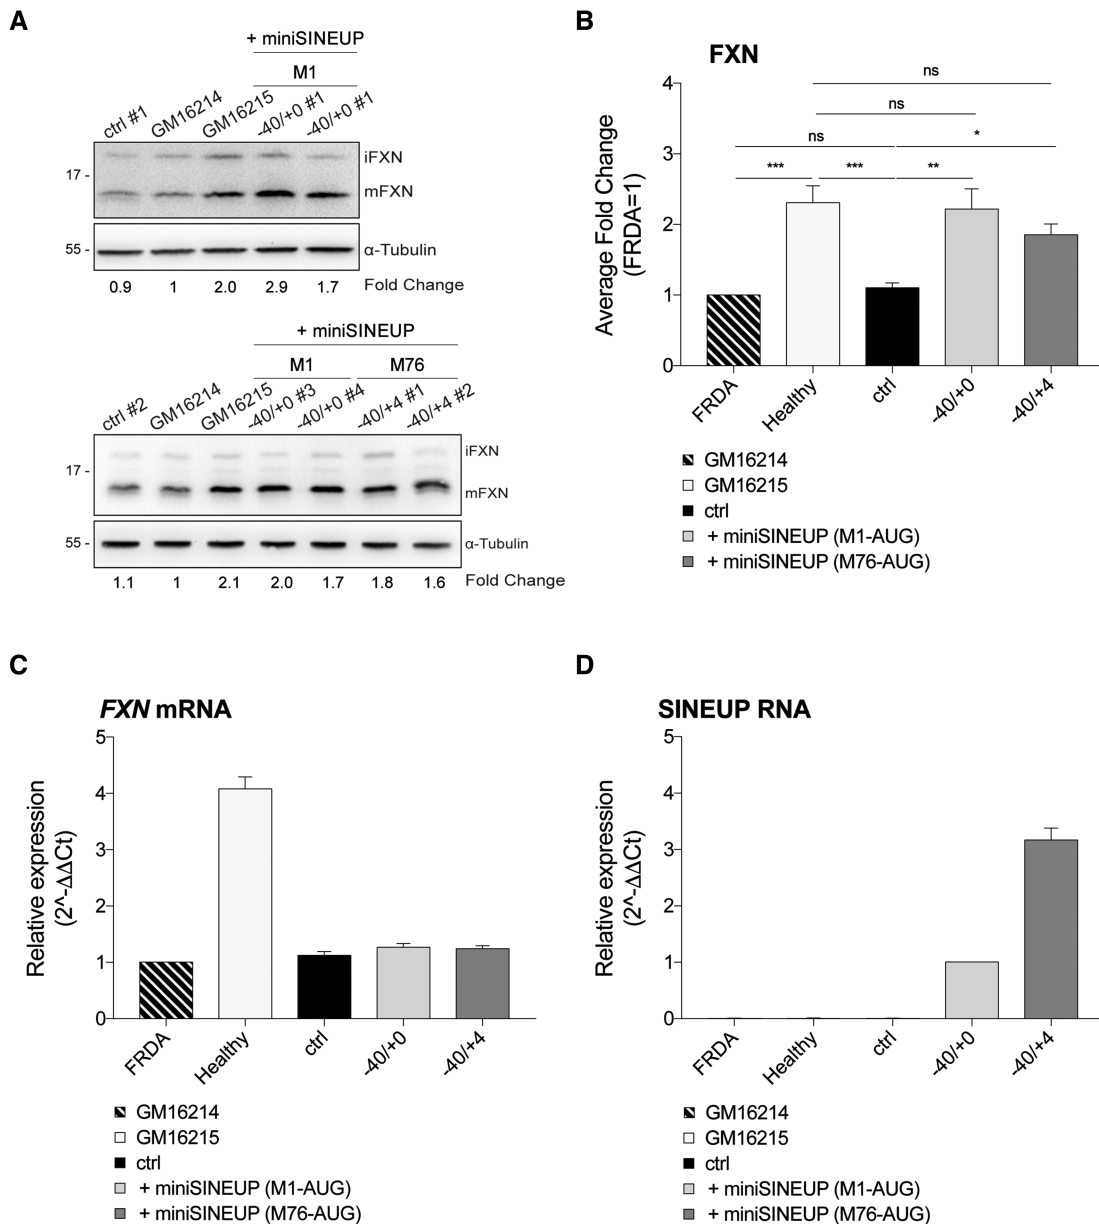 A
+ miniSINEUP
M1
ctrl #1 GM16214 GM16215 -40/+0 #1 -40/+0 #1
iFXN
17 -
mFXN
55 - α-Tubulin
0.9 1 2.0 2.9 1.7 Fold Change
+ miniSINEUP
M1 M76
ctrl #2 GM16214 GM16215 -40/+0 #3 -40/+0 #4 -40/+4 #1 -40/+4 #2
iFXN
17 -
mFXN
55 - α-Tubulin
1.1 1 2.1 2.0 1.7 1.8 1.6 Fold Change
B
FXN
ns
ns
ns *
*** *** **
Average Fold Change
(FRDA=1)
4
3
2
1
0
FRDA Healthy ctrl -40/+0 -40/+4
GM16214
GM16215
ctrl
+ miniSINEUP (M1-AUG)
+ miniSINEUP (M76-AUG)
C
FXN mRNA
Relative expression
(2^-ΔΔCt)
5
4
3
2
1
0
FRDA Healthy ctrl -40/+0 -40/+4
GM16214
GM16215
ctrl
+ miniSINEUP (M1-AUG)
+ miniSINEUP (M76-AUG)
D
SINEUP RNA
Relative expression
(2^-ΔΔCt)
5
4
3
2
1
0
FRDA Healthy ctrl -40/+0 -40/+4
GM16214
GM16215
ctrl
+ miniSINEUP (M1-AUG)
+ miniSINEUP (M76-AUG)